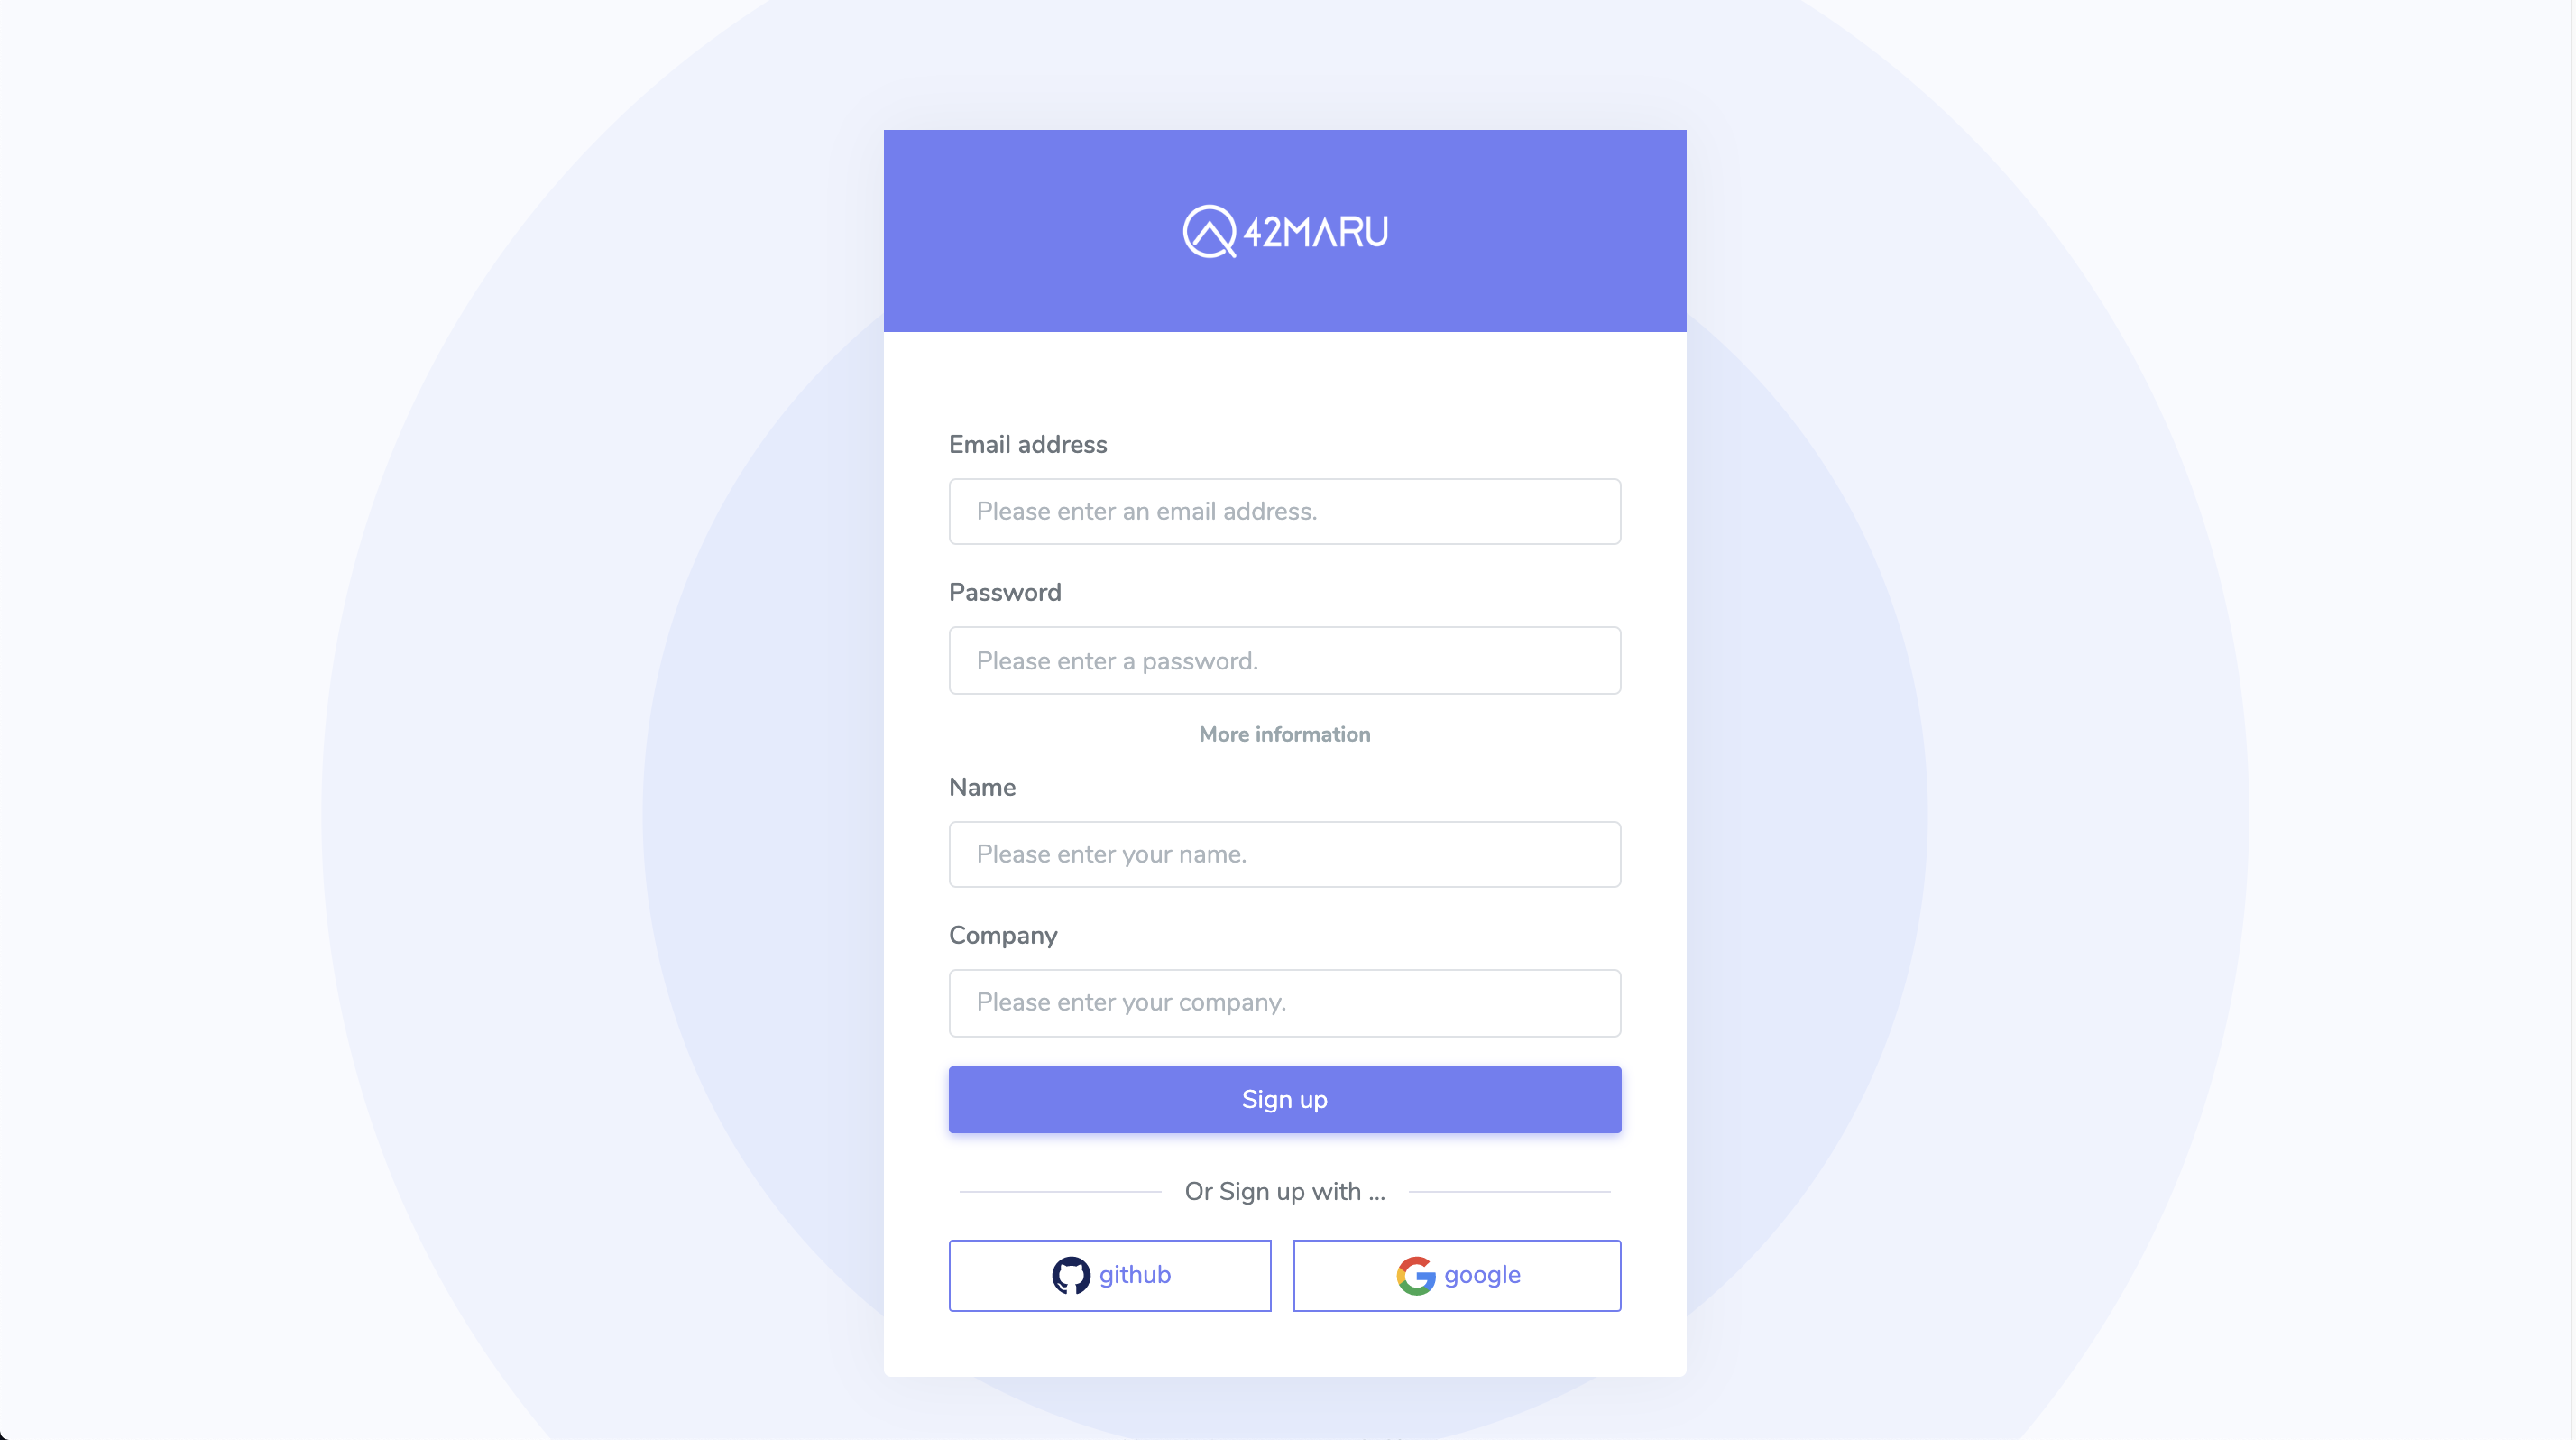 42MARU
Email address
Please enter an email address.
Password
Please enter a password.
More information
Name
Please enter your name.
Company
Please enter your company.
Sign up
Or Sign up with ...
github
google